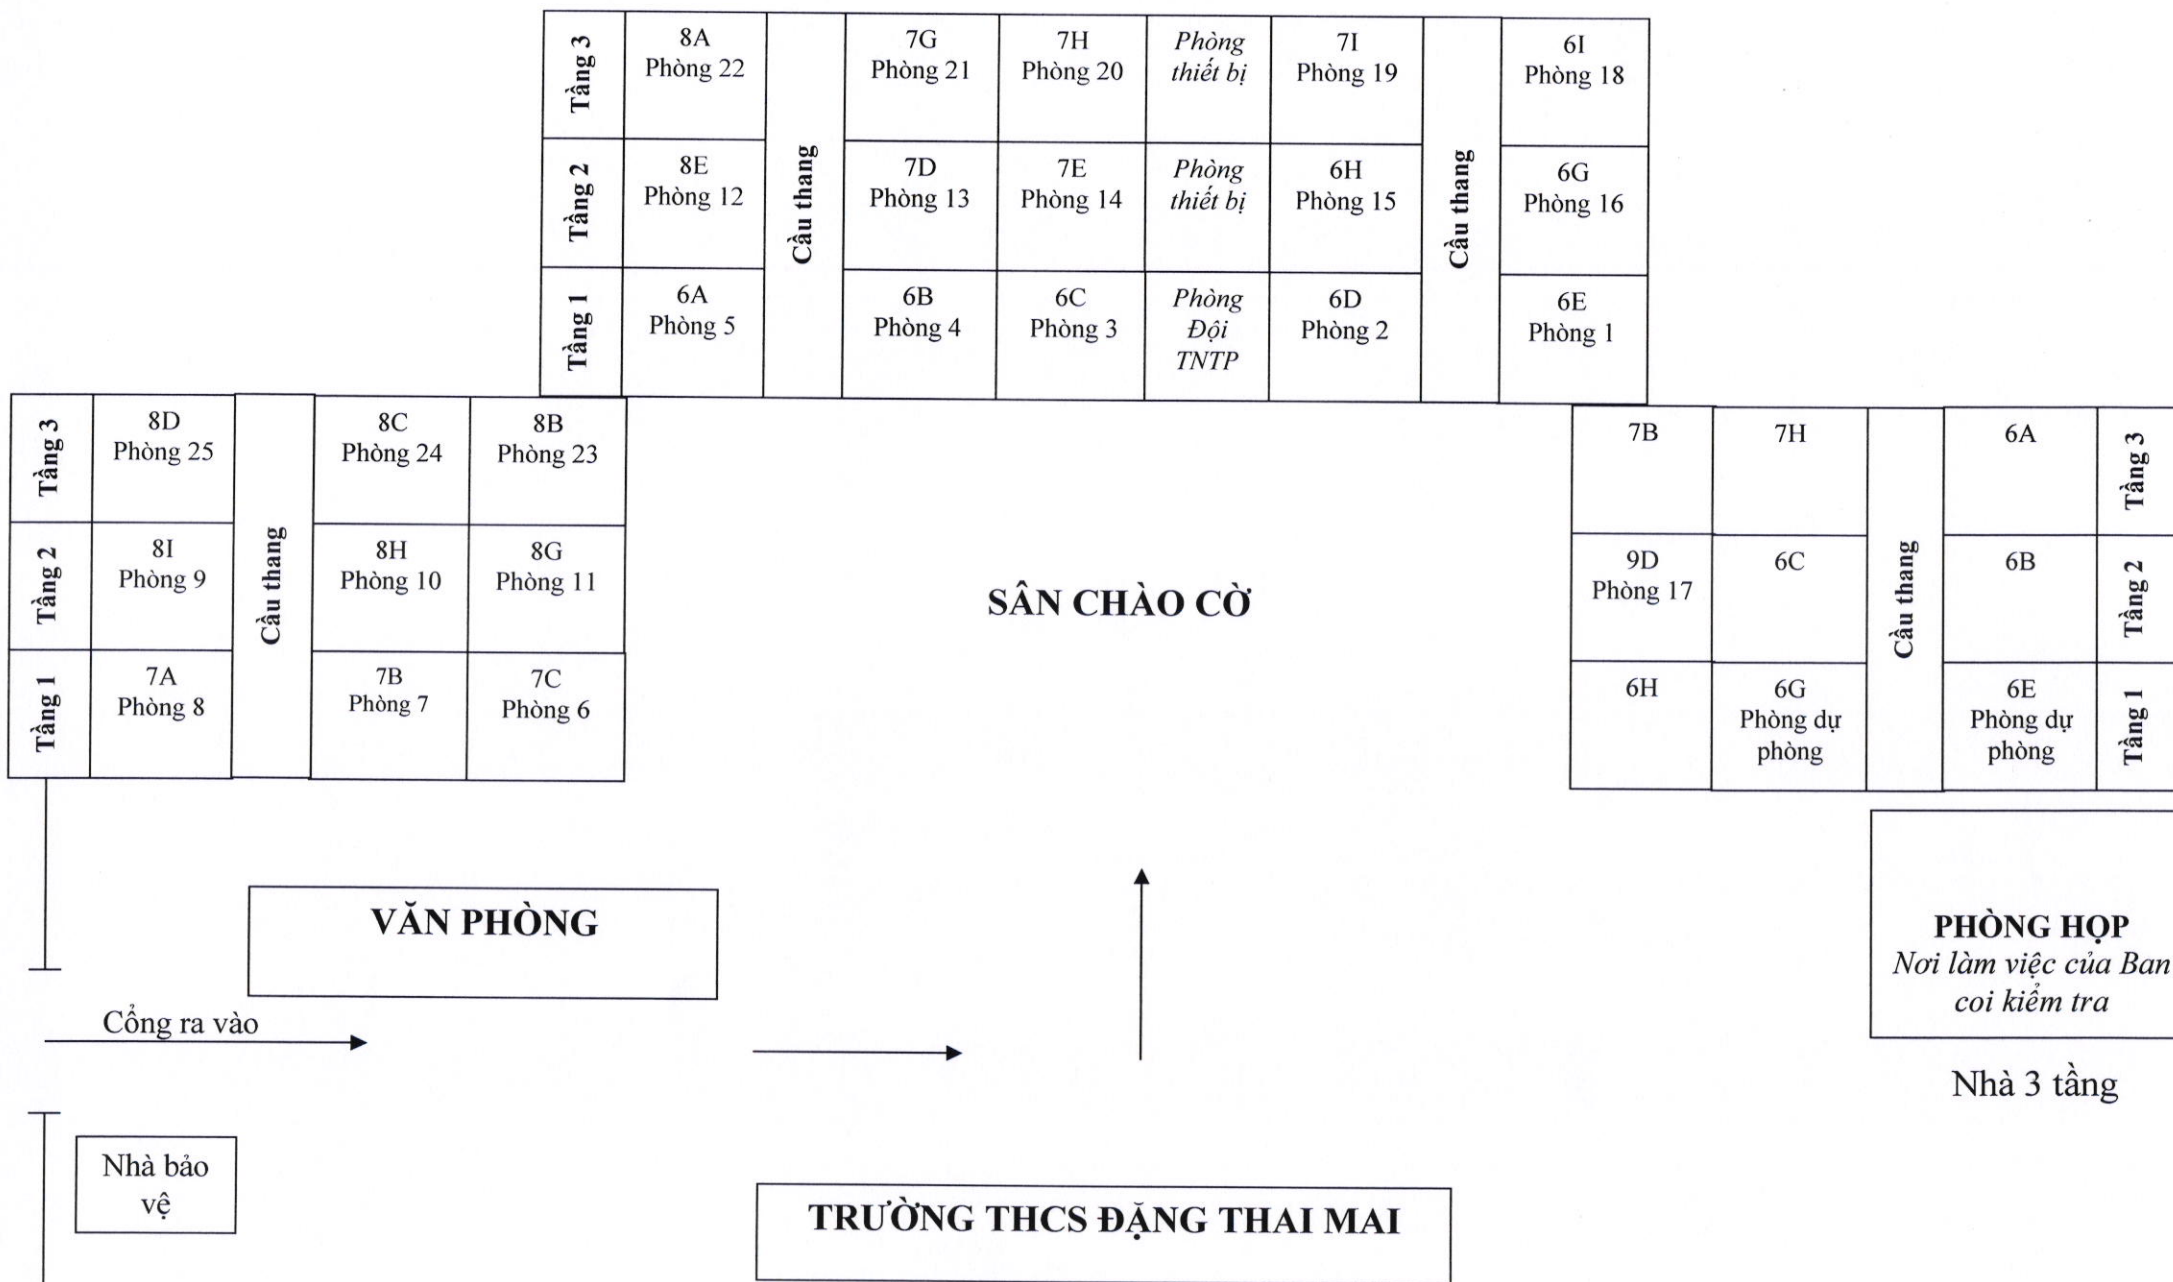 Tầng 3
8A
Phòng 22
Cầu thang
7G
Phòng 21
7H
Phòng 20
Phòng
thiết bị
7I
Phòng 19
Cầu thang
6I
Phòng 18
Tầng 2
8E
Phòng 12
7D
Phòng 13
7E
Phòng 14
Phòng
thiết bị
6H
Phòng 15
6G
Phòng 16
Tầng 1
6A
Phòng 5
6B
Phòng 4
6C
Phòng 3
Phòng
Đội
TNTP
6D
Phòng 2
6E
Phòng 1
Tầng 3
8D
Phòng 25
Cầu thang
8C
Phòng 24
8B
Phòng 23
Tầng 2
8I
Phòng 9
8H
Phòng 10
8G
Phòng 11
Tầng 1
7A
Phòng 8
7B
Phòng 7
7C
Phòng 6
SÂN CHÀO CỜ
7B
7H
Cầu thang
6A
Tầng 3
9D
Phòng 17
6C
6B
Tầng 2
6H
6G
Phòng dự
phòng
6E
Phòng dự
phòng
Tầng 1
VĂN PHÒNG
PHÒNG HỌP
Nơi làm việc của Ban
coi kiểm tra
Cổng ra vào
Nhà 3 tầng
Nhà bảo
vệ
TRƯỜNG THCS ĐẶNG THAI MAI